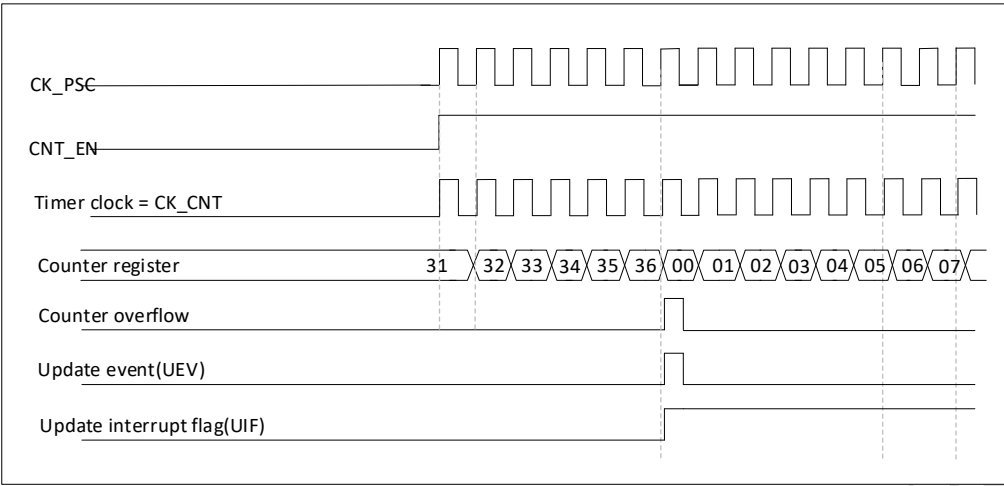 CK_PSC
CNT_EN
Timer clock = CK_CNT
Counter register 31 32 33 34 35 36 00 01 02 03 04 05 06 07
Counter overflow
Update event(UEV)
Update interrupt flag(UIF)